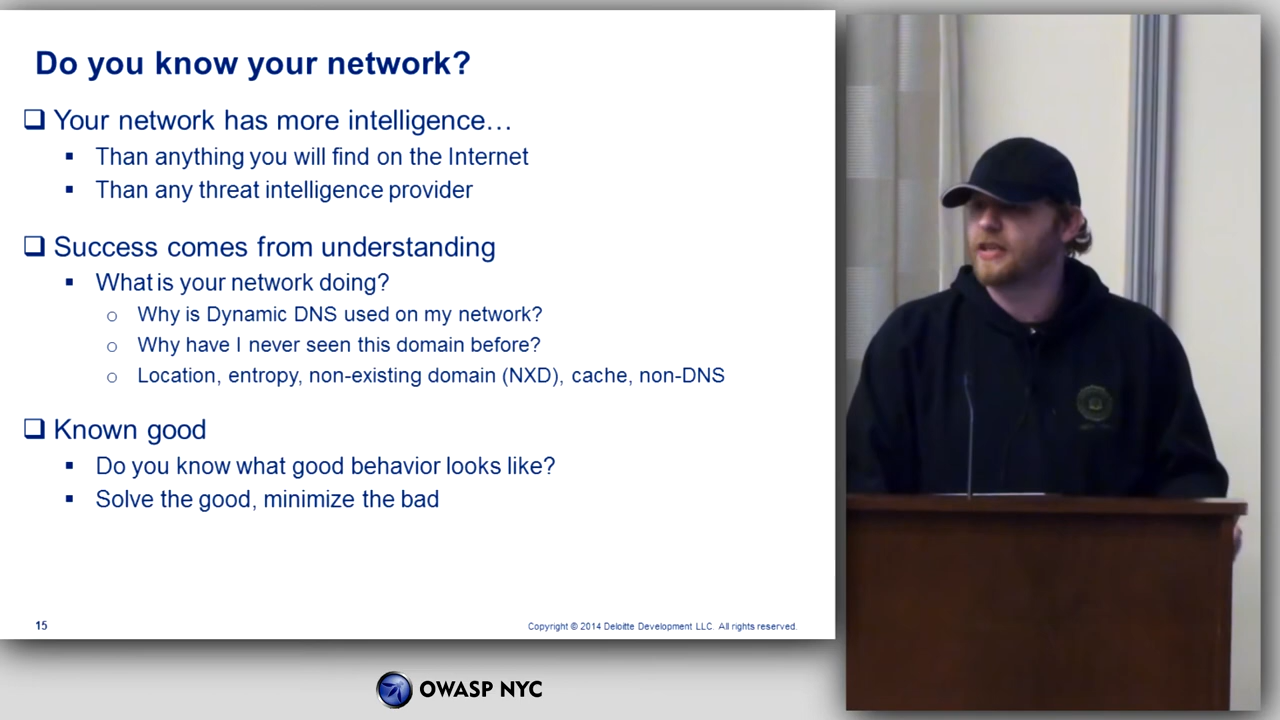 Do you know your network?
❑ Your network has more intelligence…
▪ Than anything you will find on the Internet
▪ Than any threat intelligence provider
❑ Success comes from understanding
▪ What is your network doing?
o Why is Dynamic DNS used on my network?
o Why have I never seen this domain before?
o Location, entropy, non-existing domain (NXD), cache, non-DNS
❑ Known good
▪ Do you know what good behavior looks like?
▪ Solve the good, minimize the bad
15
Copyright © 2014 Deloitte Development LLC. All rights reserved.
OWASP NYC